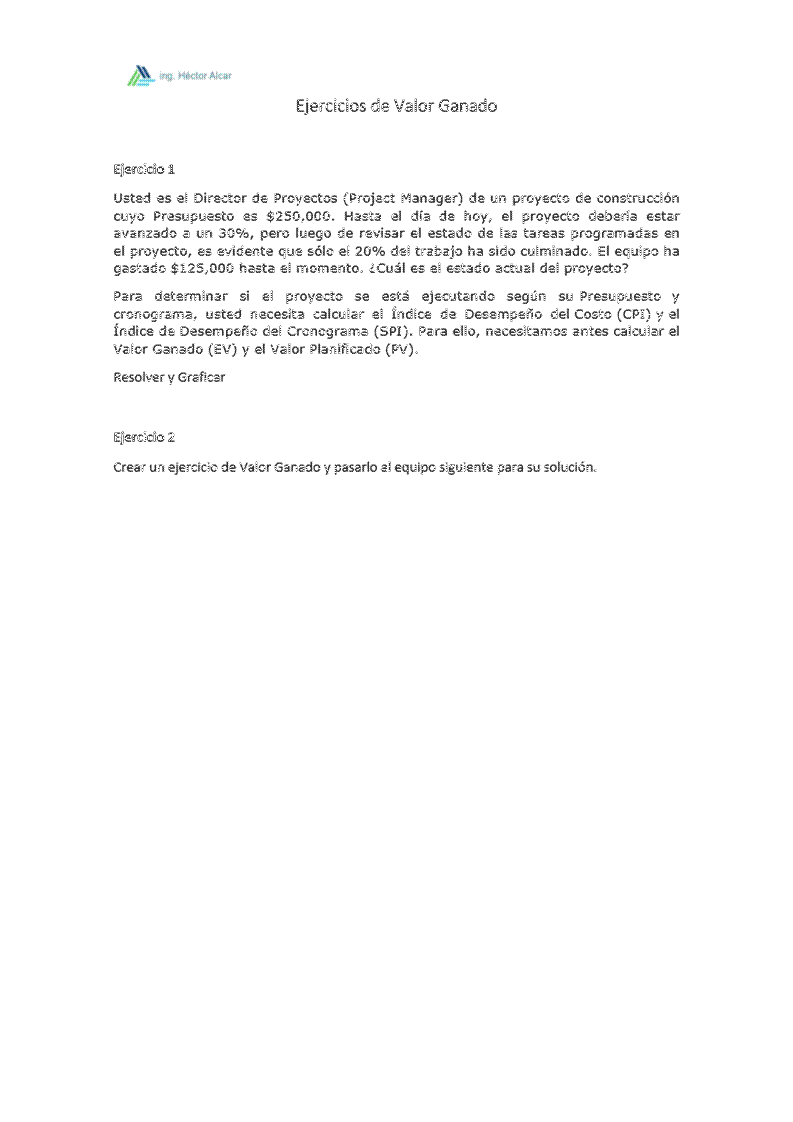 ing. Héctor Alcar
Ejercicios de Valor Ganado
Ejercicio 1
Usted es el Director de Proyectos (Project Manager) de un proyecto de construcción
cuyo Presupuesto es $250,000. Hasta el día de hoy, el proyecto debería estar
avanzado a un 30%, pero luego de revisar el estado de las tareas programadas en
el proyecto, es evidente que sólo el 20% del trabajo ha sido culminado. El equipo ha
gastado $125,000 hasta el momento. ¿Cuál es el estado actual del proyecto?
Para determinar si el proyecto se está ejecutando según su Presupuesto y
cronograma, usted necesita calcular el Índice de Desempeño del Costo (CPI) y el
Índice de Desempeño del Cronograma (SPI). Para ello, necesitamos antes calcular el
Valor Ganado (EV) y el Valor Planificado (PV).
Resolver y Graficar
Ejercicio 2
Crear un ejercicio de Valor Ganado y pasarlo al equipo siguiente para su solución.